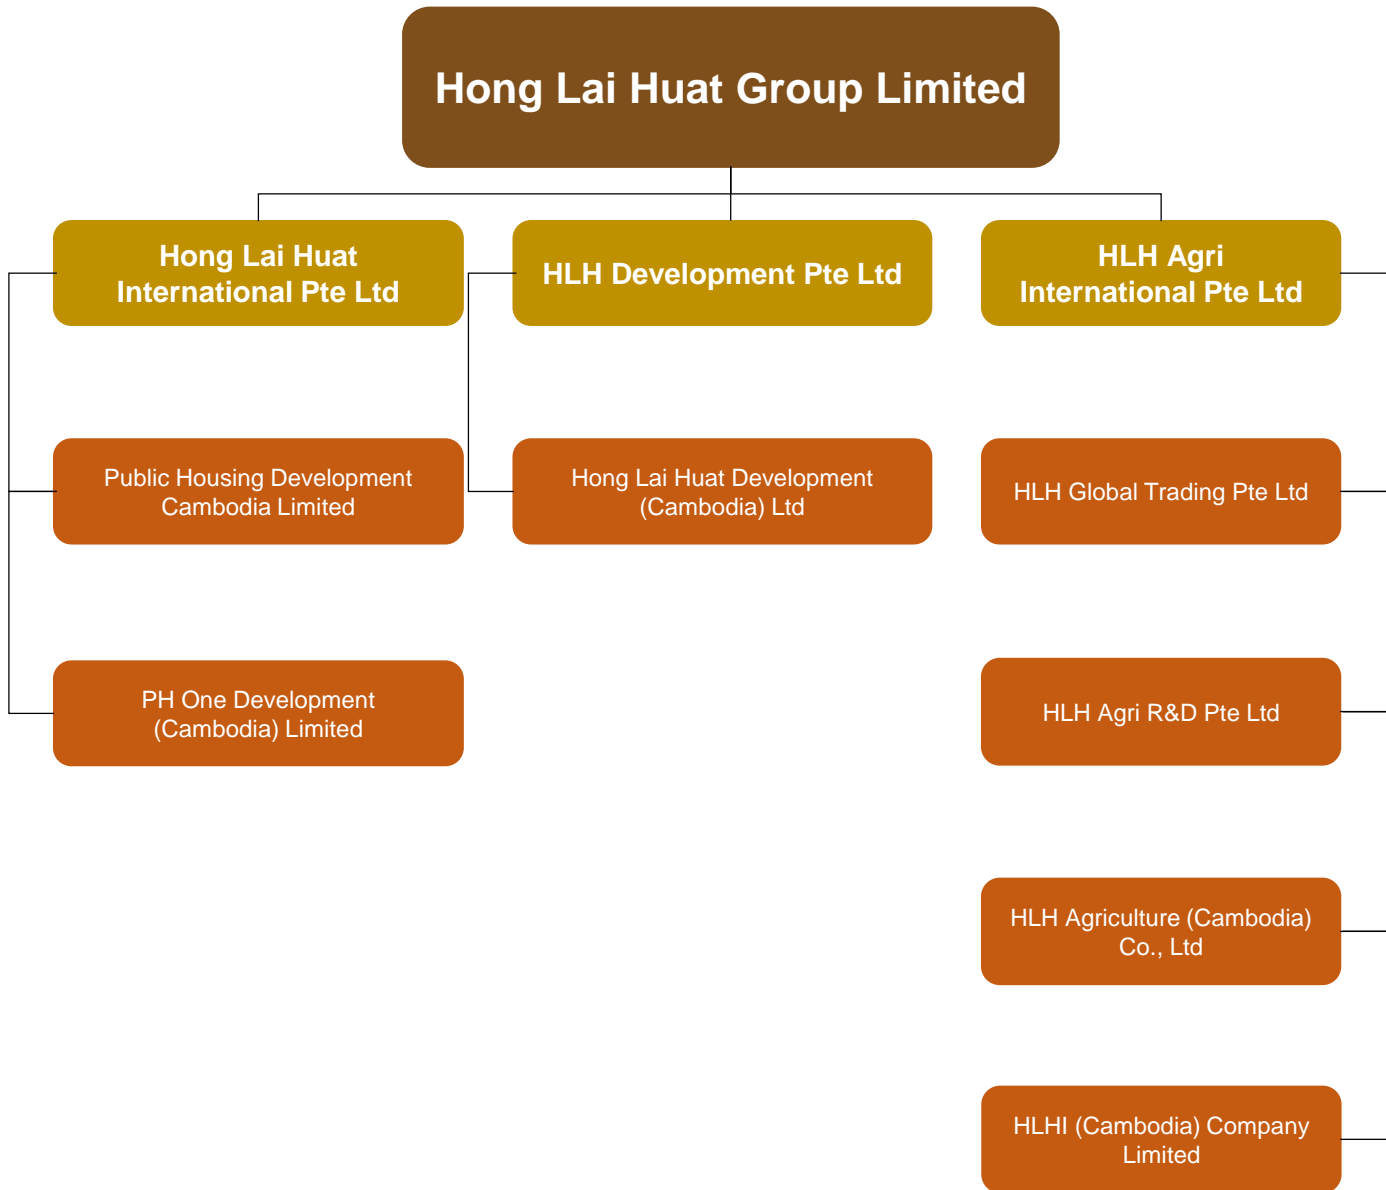 Hong Lai Huat Group Limited
Hong Lai Huat
International Pte Ltd
HLH Development Pte Ltd
HLH Agri
International Pte Ltd
Public Housing Development
Cambodia Limited
Hong Lai Huat Development
(Cambodia) Ltd
HLH Global Trading Pte Ltd
PH One Development
(Cambodia) Limited
HLH Agri R&D Pte Ltd
HLH Agriculture (Cambodia)
Co., Ltd
HLHI (Cambodia) Company
Limited